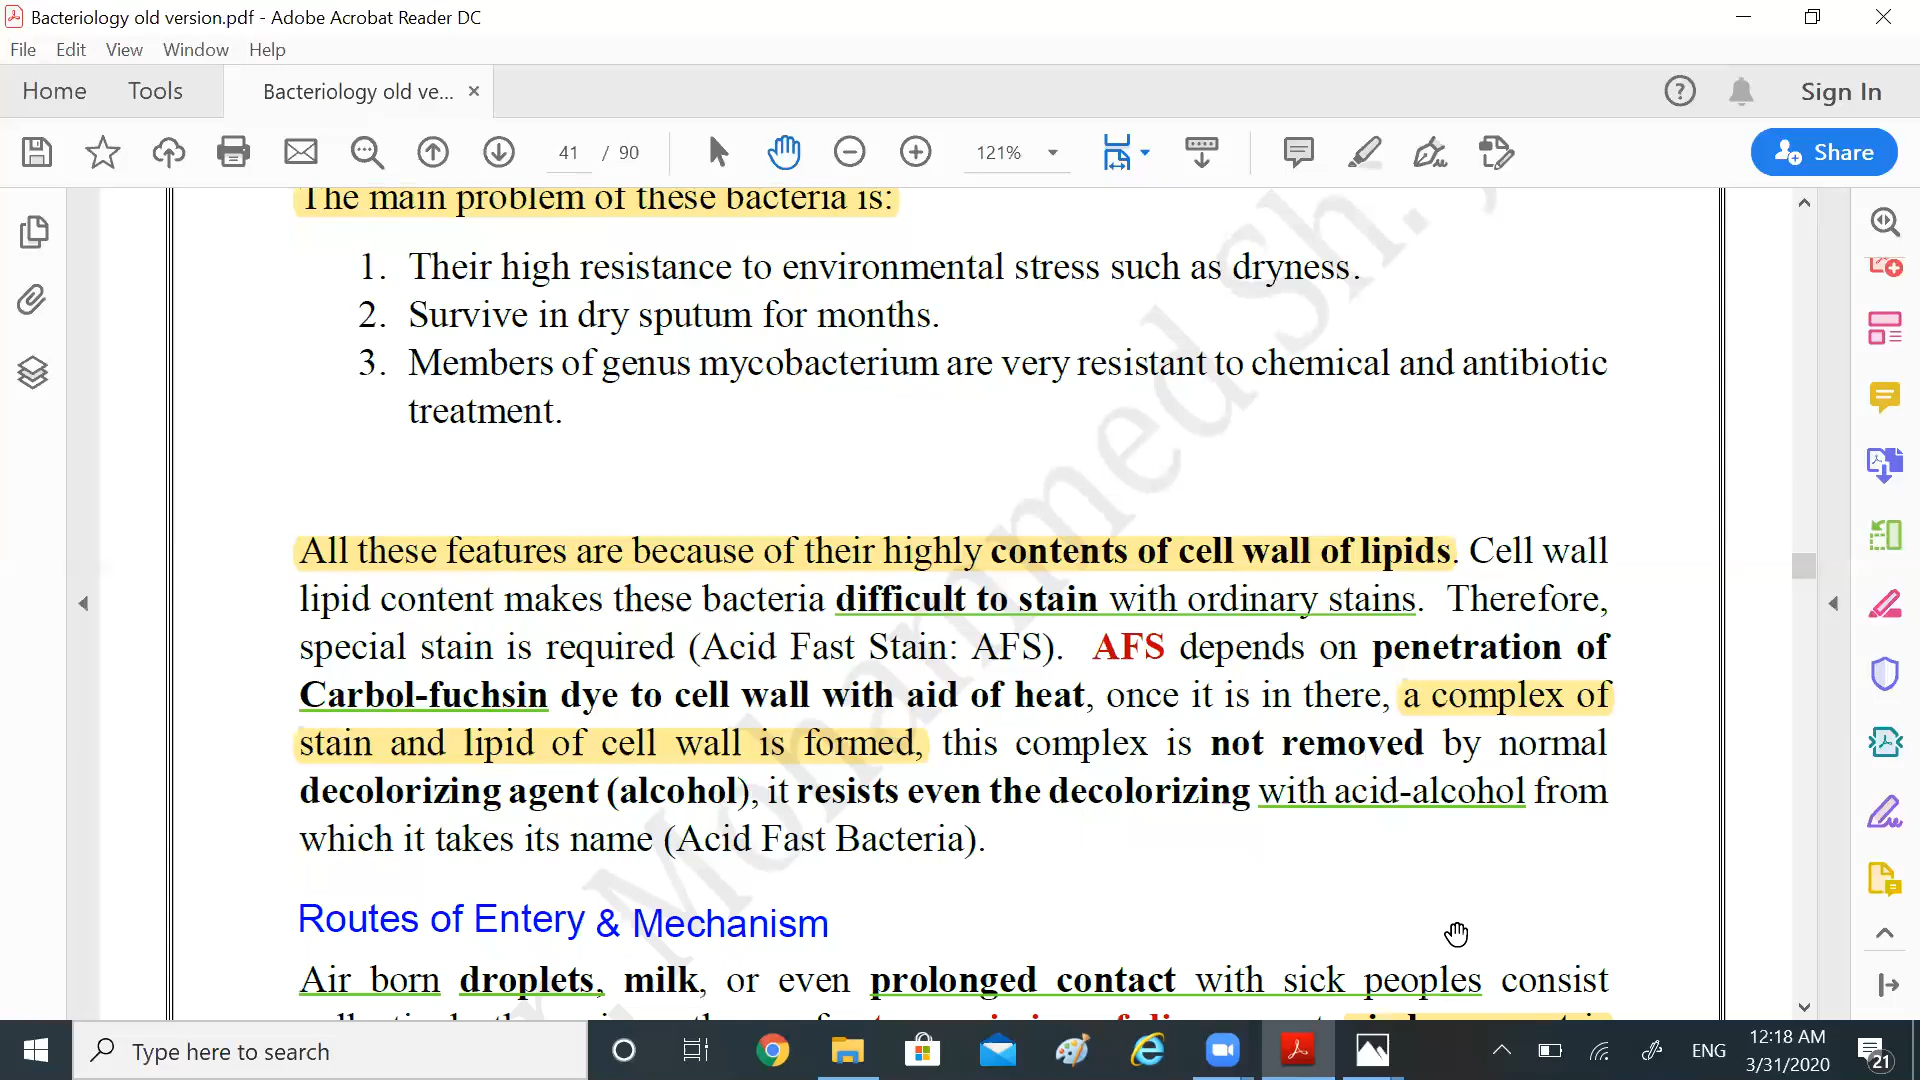 Bacteriology old version.pdf - Adobe Acrobat Reader DC
File Edit View Window Help
Home Tools Bacteriology old ve... × Sign In
41 / 90 121% Share
The main problem of these bacteria is:
1. Their high resistance to environmental stress such as dryness.
2. Survive in dry sputum for months.
3. Members of genus mycobacterium are very resistant to chemical and antibiotic
treatment.
All these features are because of their highly contents of cell wall of lipids. Cell wall
lipid content makes these bacteria difficult to stain with ordinary stains. Therefore,
special stain is required (Acid Fast Stain: AFS). AFS depends on penetration of
Carbol-fuchsin dye to cell wall with aid of heat, once it is in there, a complex of
stain and lipid of cell wall is formed, this complex is not removed by normal
decolorizing agent (alcohol), it resists even the decolorizing with acid-alcohol from
which it takes its name (Acid Fast Bacteria).
Routes of Entery & Mechanism
Air born droplets, milk, or even prolonged contact with sick peoples consist
Mohammed Sh.
Type here to search
ENG
12:18 AM
3/31/2020
21